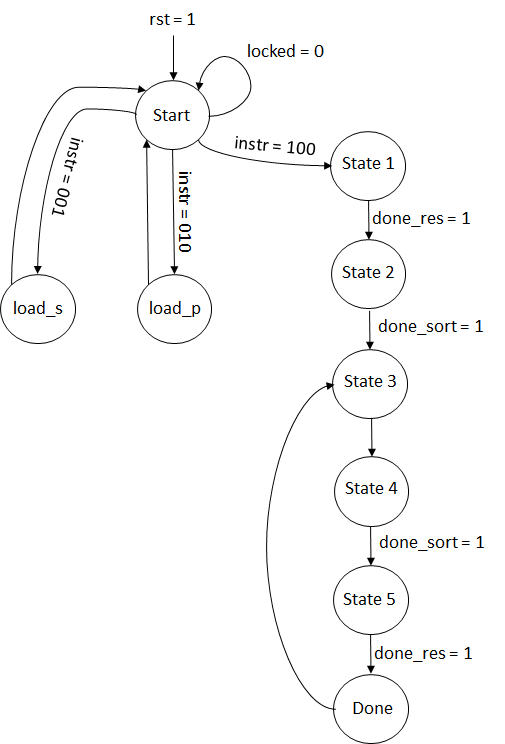 rst = 1
locked = 0
Start
instr = 100
instr = 001
instr = 010
State 1
done_res = 1
State 2
load_s
load_p
done_sort = 1
State 3
State 4
done_sort = 1
State 5
done_res = 1
Done